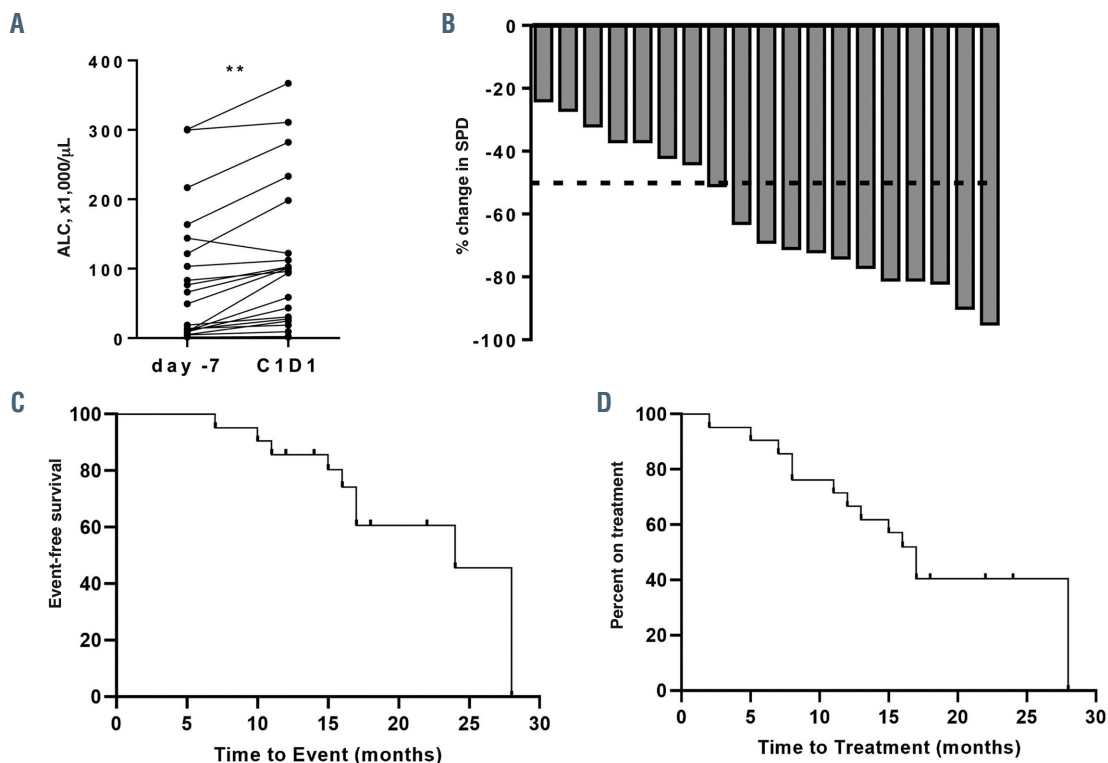 A
**
400
300
200
100
0
ALC, x1,000/µL
day -7 C1D1
B
0
-20
-40
-60
-80
-100
% change in SPD
C
100
80
60
40
20
0
Event-free survival
0 5 10 15 20 25 30
Time to Event (months)
D
100
80
60
40
20
0
Percent on treatment
0 5 10 15 20 25 30
Time to Treatment (months)